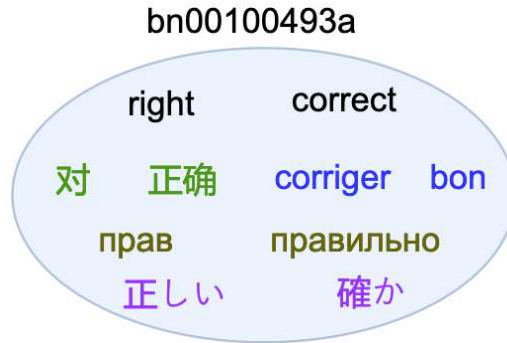 bn00100493a
right correct
对 正确 corriger bon
прав правильно
正しい 確か